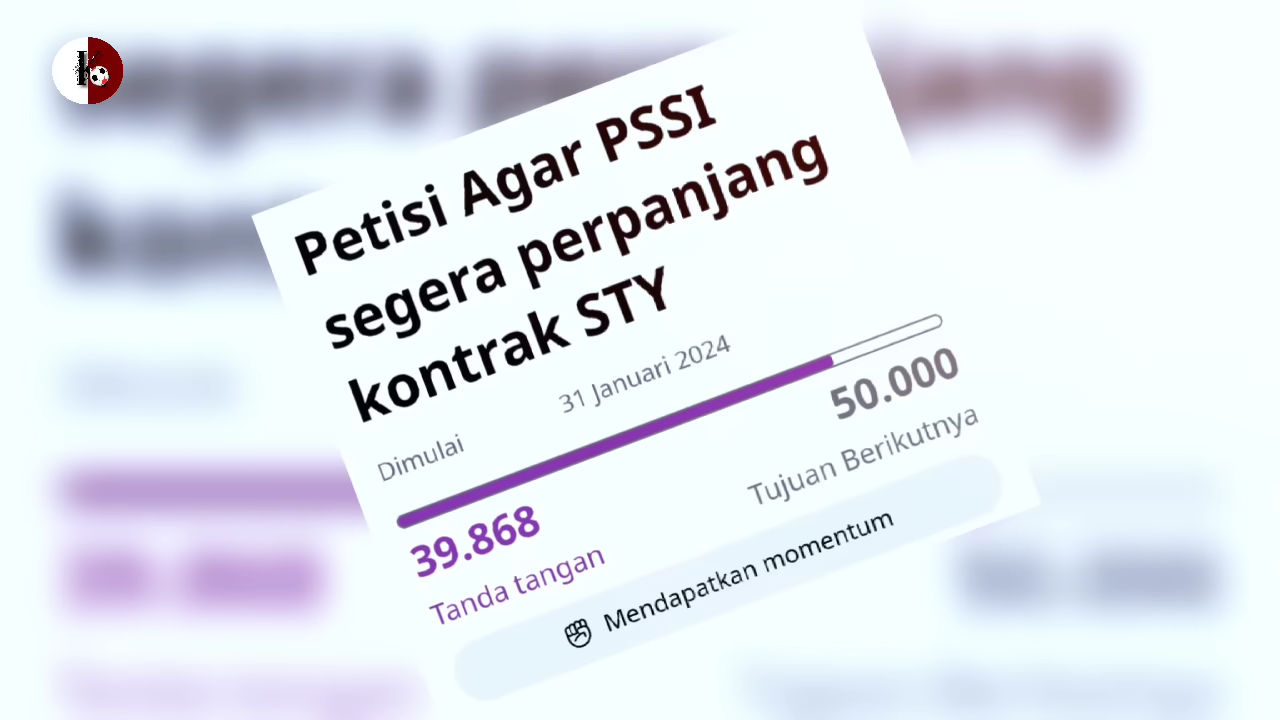 Petisi Agar PSSI
segera perpanjang
kontrak STY
Dimulai 31 Januari 2024
39.868 50.000
Tanda tangan Tujuan Berikutnya
Mendapatkan momentum